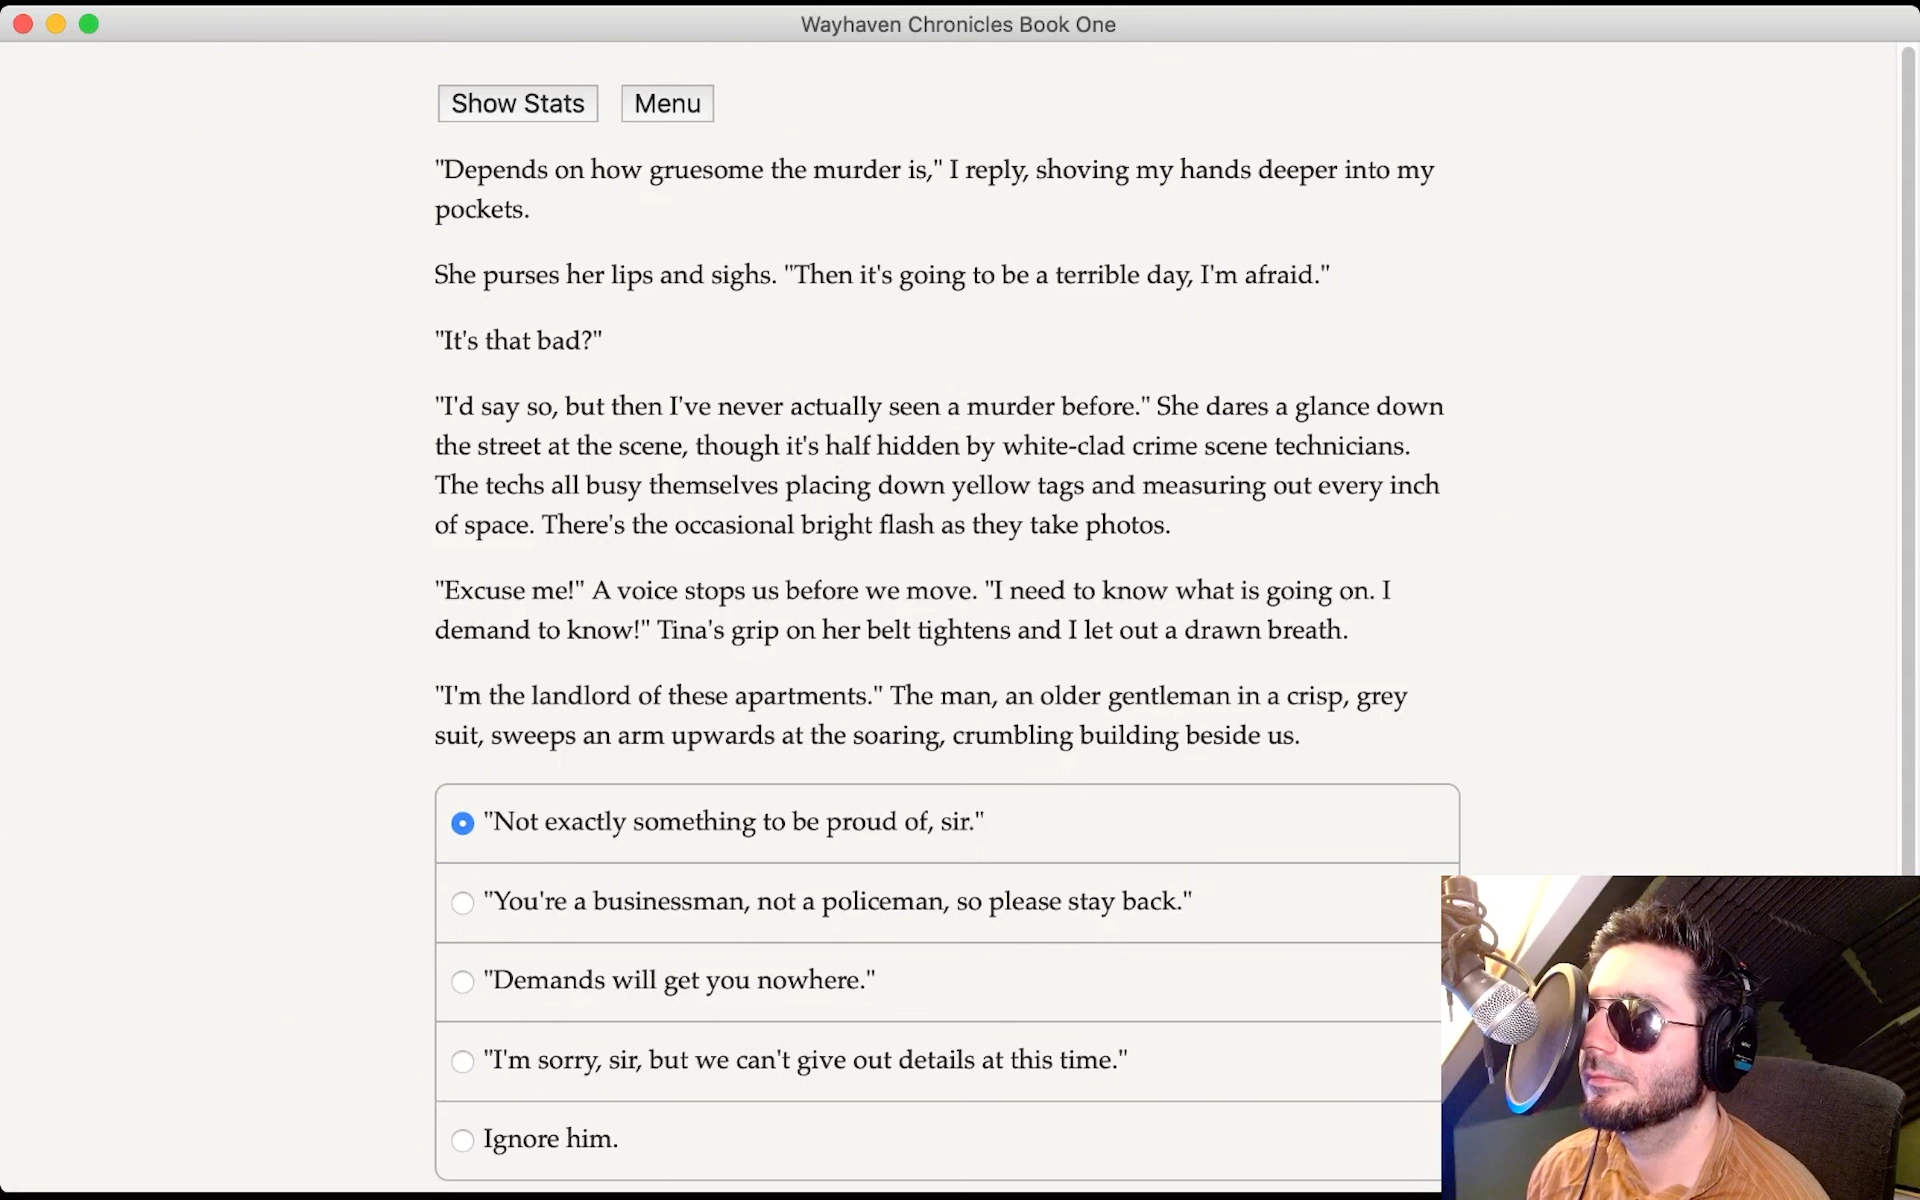 Wayhaven Chronicles Book One
Show Stats Menu
"Depends on how gruesome the murder is," I reply, shoving my hands deeper into my
pockets.
She purses her lips and sighs. "Then it's going to be a terrible day, I'm afraid."
"It's that bad?"
"I'd say so, but then I've never actually seen a murder before." She dares a glance down
the street at the scene, though it's half hidden by white-clad crime scene technicians.
The techs all busy themselves placing down yellow tags and measuring out every inch
of space. There's the occasional bright flash as they take photos.
"Excuse me!" A voice stops us before we move. "I need to know what is going on. I
demand to know!" Tina's grip on her belt tightens and I let out a drawn breath.
"I'm the landlord of these apartments." The man, an older gentleman in a crisp, grey
suit, sweeps an arm upwards at the soaring, crumbling building beside us.
"Not exactly something to be proud of, sir."
"You're a businessman, not a policeman, so please stay back."
"Demands will get you nowhere."
"I'm sorry, sir, but we can't give out details at this time."
Ignore him.